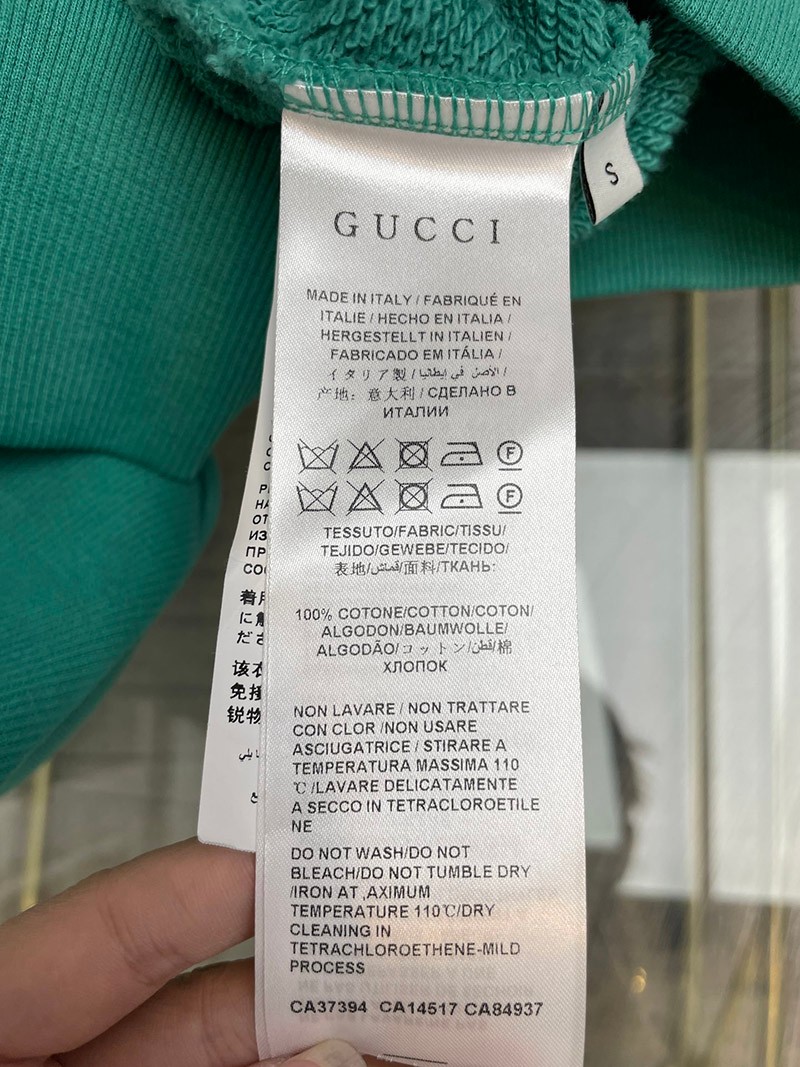 S
GUCCI
MADE IN ITALY / FABRIQUÉ EN
ITALIE / HECHO EN ITALIA /
HERGESTELLT IN ITALIEN /
FABRICADO EM ITÁLIA /
イタリア製 / الأصل في إيطاليا /
产地: 意大利 / СДЕЛАНО В
ИТАЛИИ
F
F
TESSUTO/FABRIC/TISSU/
TEJIDO/GEWEBE/TECIDO/
表地/قماش/面料/ТКАНЬ:
100% COTONE/COTTON/COTON/
ALGODON/BAUMWOLLE/
ALGODÃO/コットン/قطن/棉
ХЛОПОК
NON LAVARE / NON TRATTARE
CON CLOR /NON USARE
ASCIUGATRICE / STIRARE A
TEMPERATURA MASSIMA 110
℃ /LAVARE DELICATAMENTE
A SECCO IN TETRACLOROETILE
NE
DO NOT WASH/DO NOT
BLEACH/DO NOT TUMBLE DRY
/IRON AT ,AXIMUM
TEMPERATURE 110℃/DRY
CLEANING IN
TETRACHLOROETHENE-MILD
PROCESS
CA37394 CA14517 CA84937